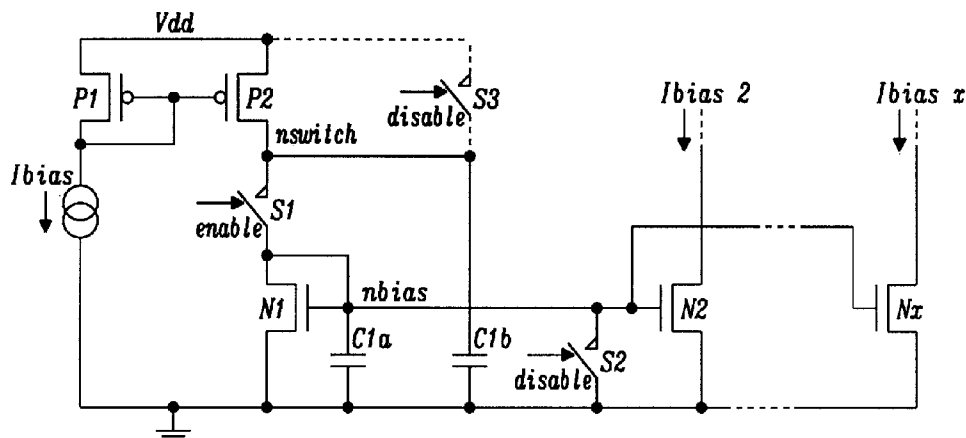 Vdd
P1
P2
S3
disable
Ibias 2
Ibias x
nswitch
Ibias
S1
enable
N1
nbias
N2
Nx
C1a
C1b
S2
disable